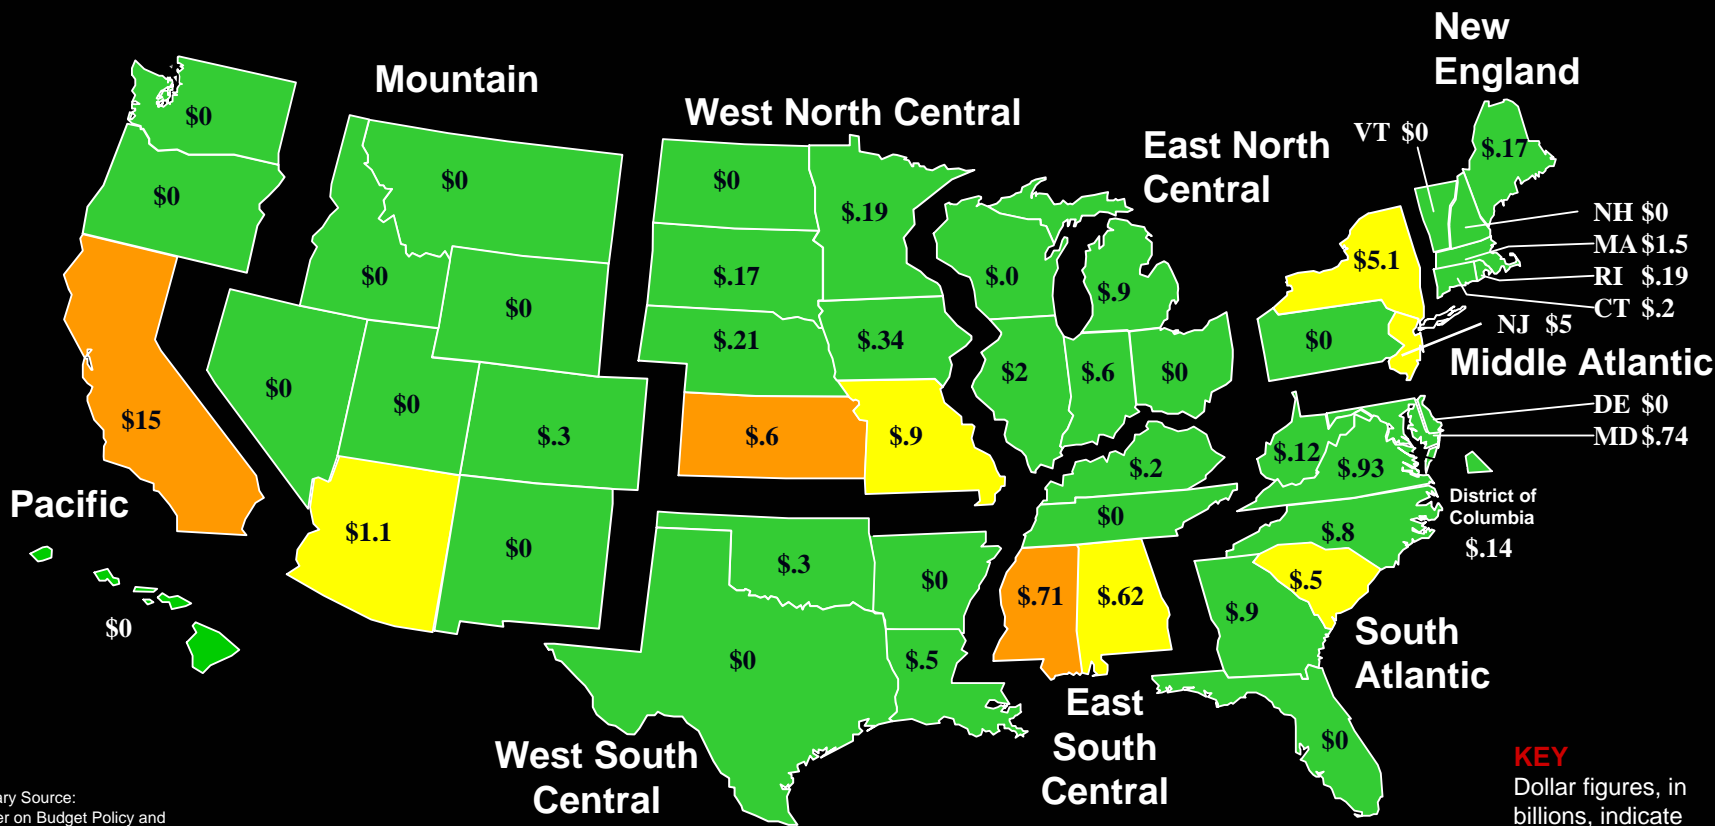 New
England
Mountain
West North Central
East North
Central
VT $0
$.17
$0
$0
$0
$0
$.19
NH $0
MA $1.5
RI $.19
CT $.2
NJ $5
$5.1
$0
$0
$.17
$.0
$.9
$0
$.21
$.34
$2
$.6
$0
$0
Middle Atlantic
$0
$0
$15
$.3
$.6
$.9
DE $0
MD $.74
$.2
$.12
$.93
Pacific
$1.1
$0
$0
$.8
District of
Columbia
$.14
$.3
$0
$.71
$.62
$.5
$.9
$0
$0
$.5
South
Atlantic
West South
Central
East
South
Central
$0
KEY
Dollar figures, in
billions, indicate
Source:
on Budget Policy and